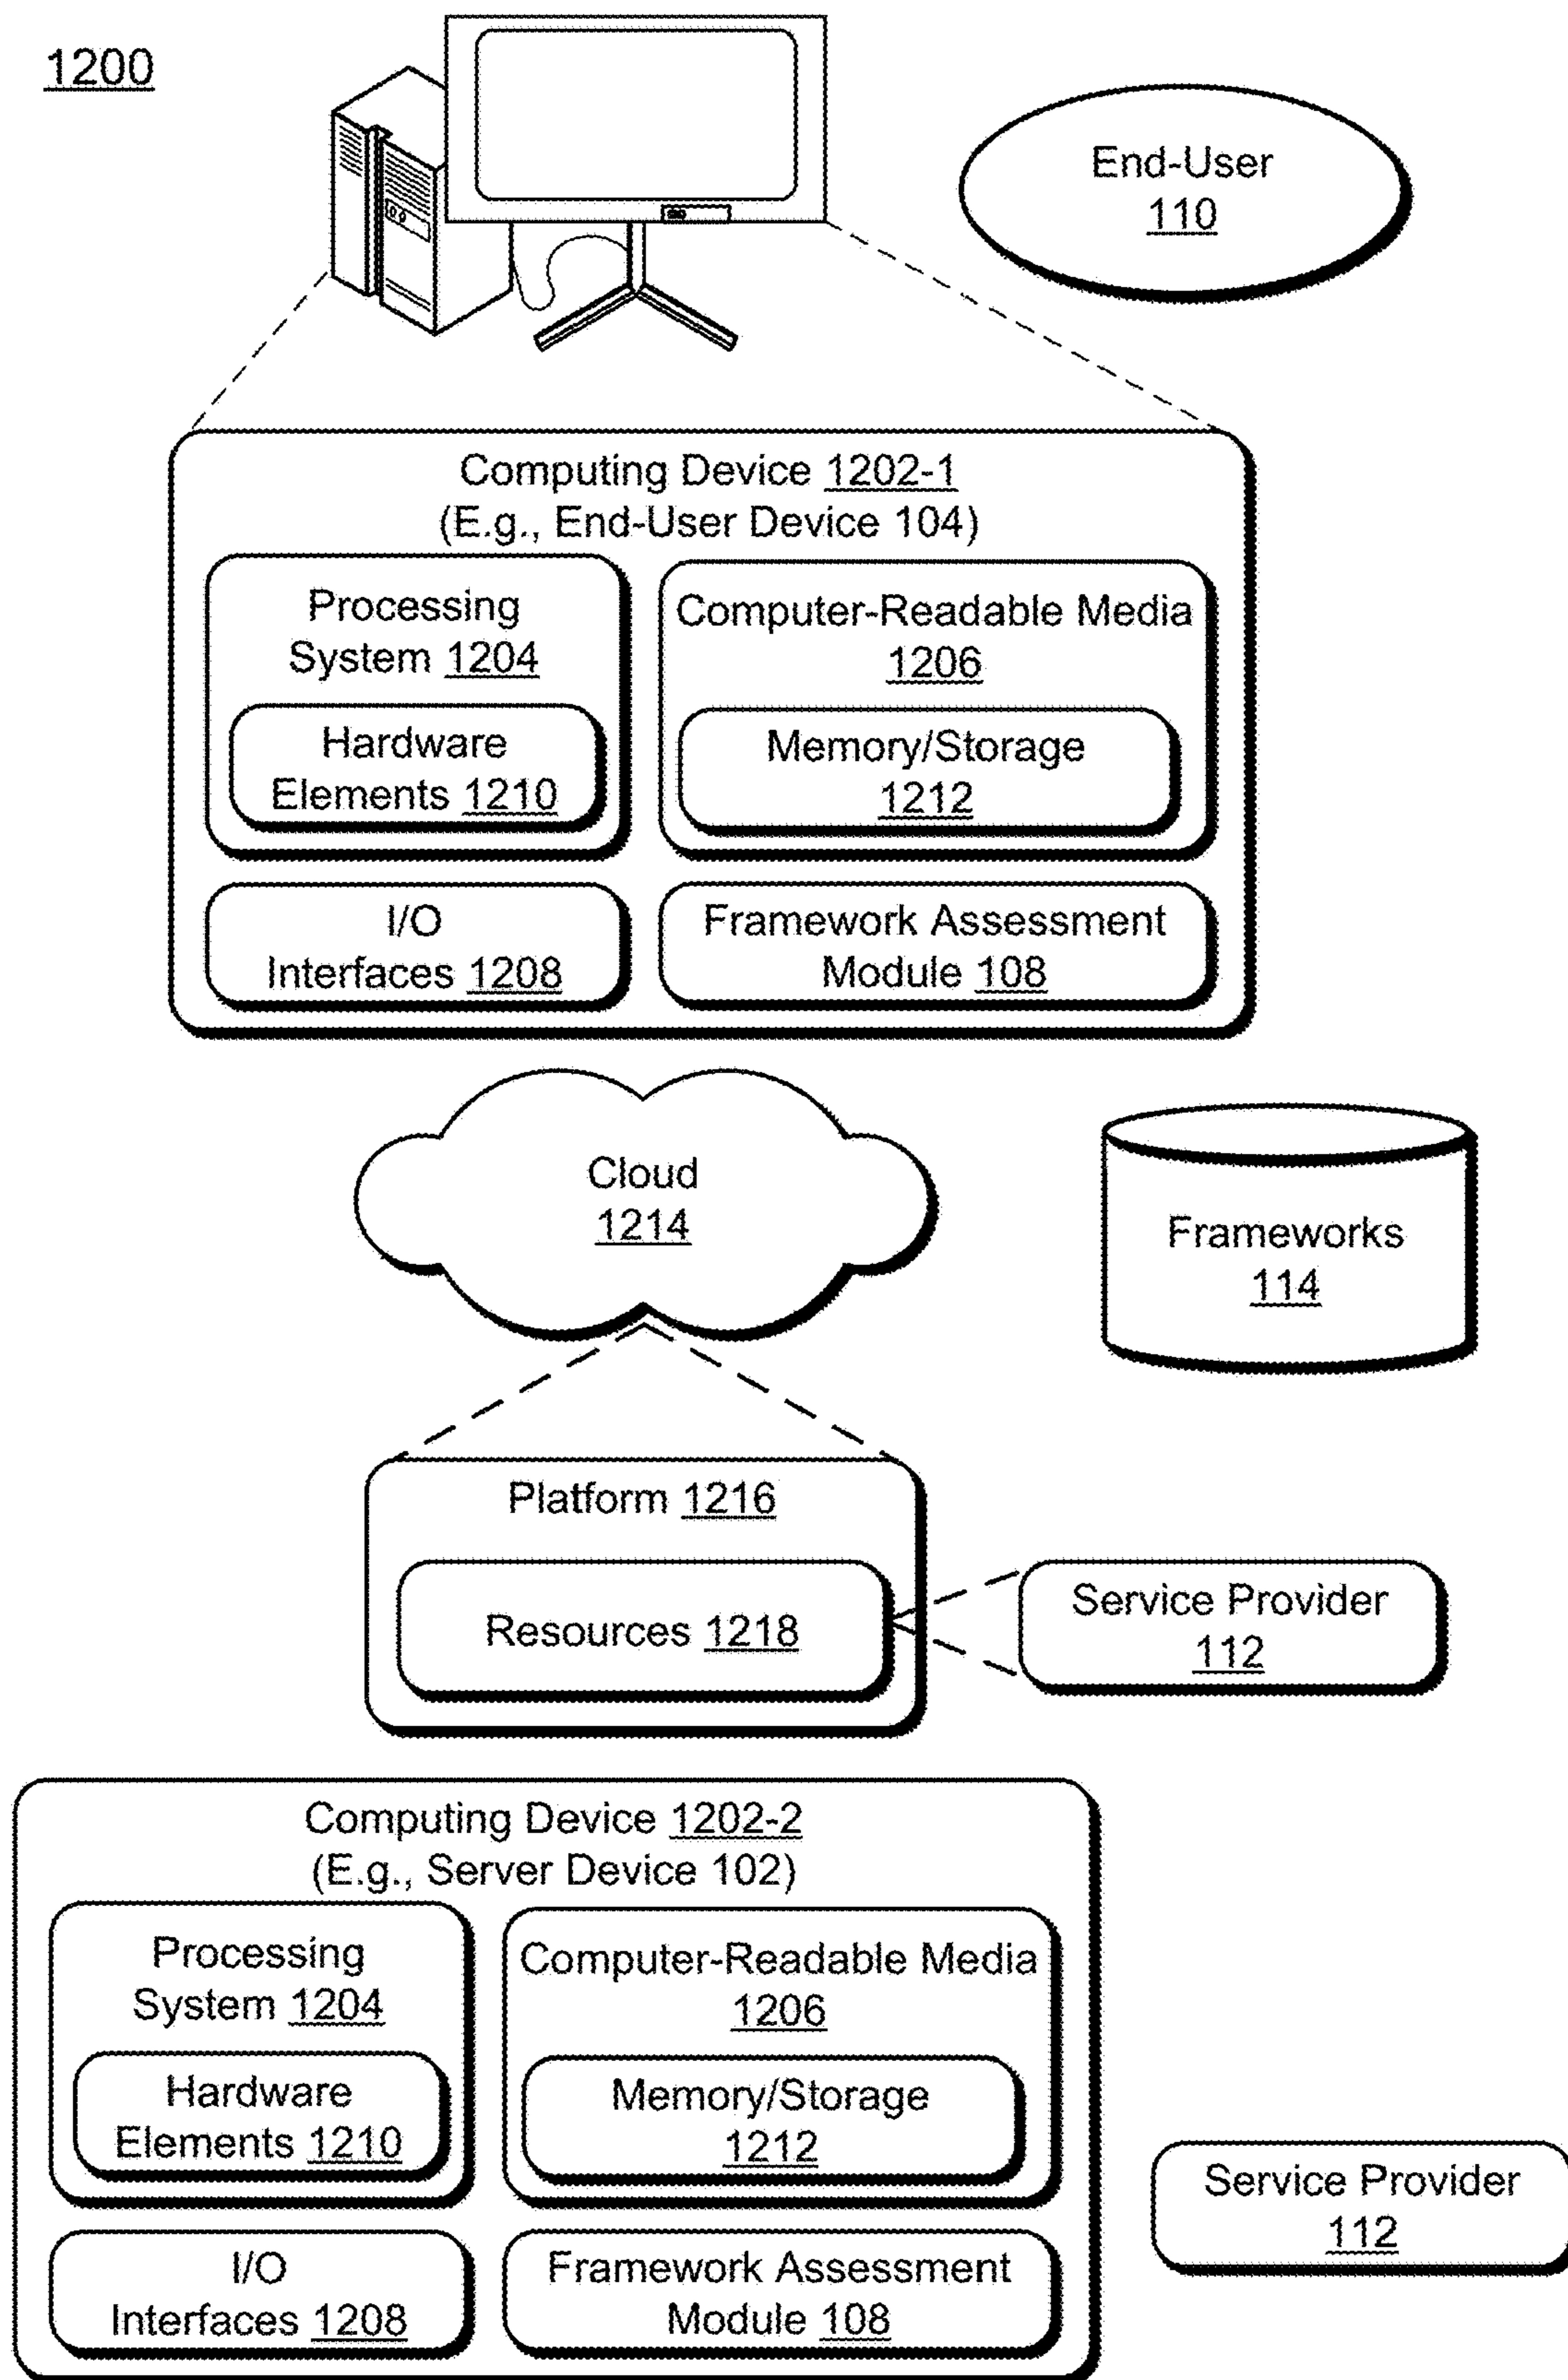 1200
End-User
110
Computing Device 1202-1
(E.g., End-User Device 104)
Processing
System 1204
Hardware
Elements 1210
Computer-Readable Media
1206
Memory/Storage
1212
I/O
Interfaces 1208
Framework Assessment
Module 108
Cloud
1214
Frameworks
114
Platform 1216
Resources 1218
Service Provider
112
Computing Device 1202-2
(E.g., Server Device 102)
Processing
System 1204
Hardware
Elements 1210
Computer-Readable Media
1206
Memory/Storage
1212
I/O
Interfaces 1208
Framework Assessment
Module 108
Service Provider
112